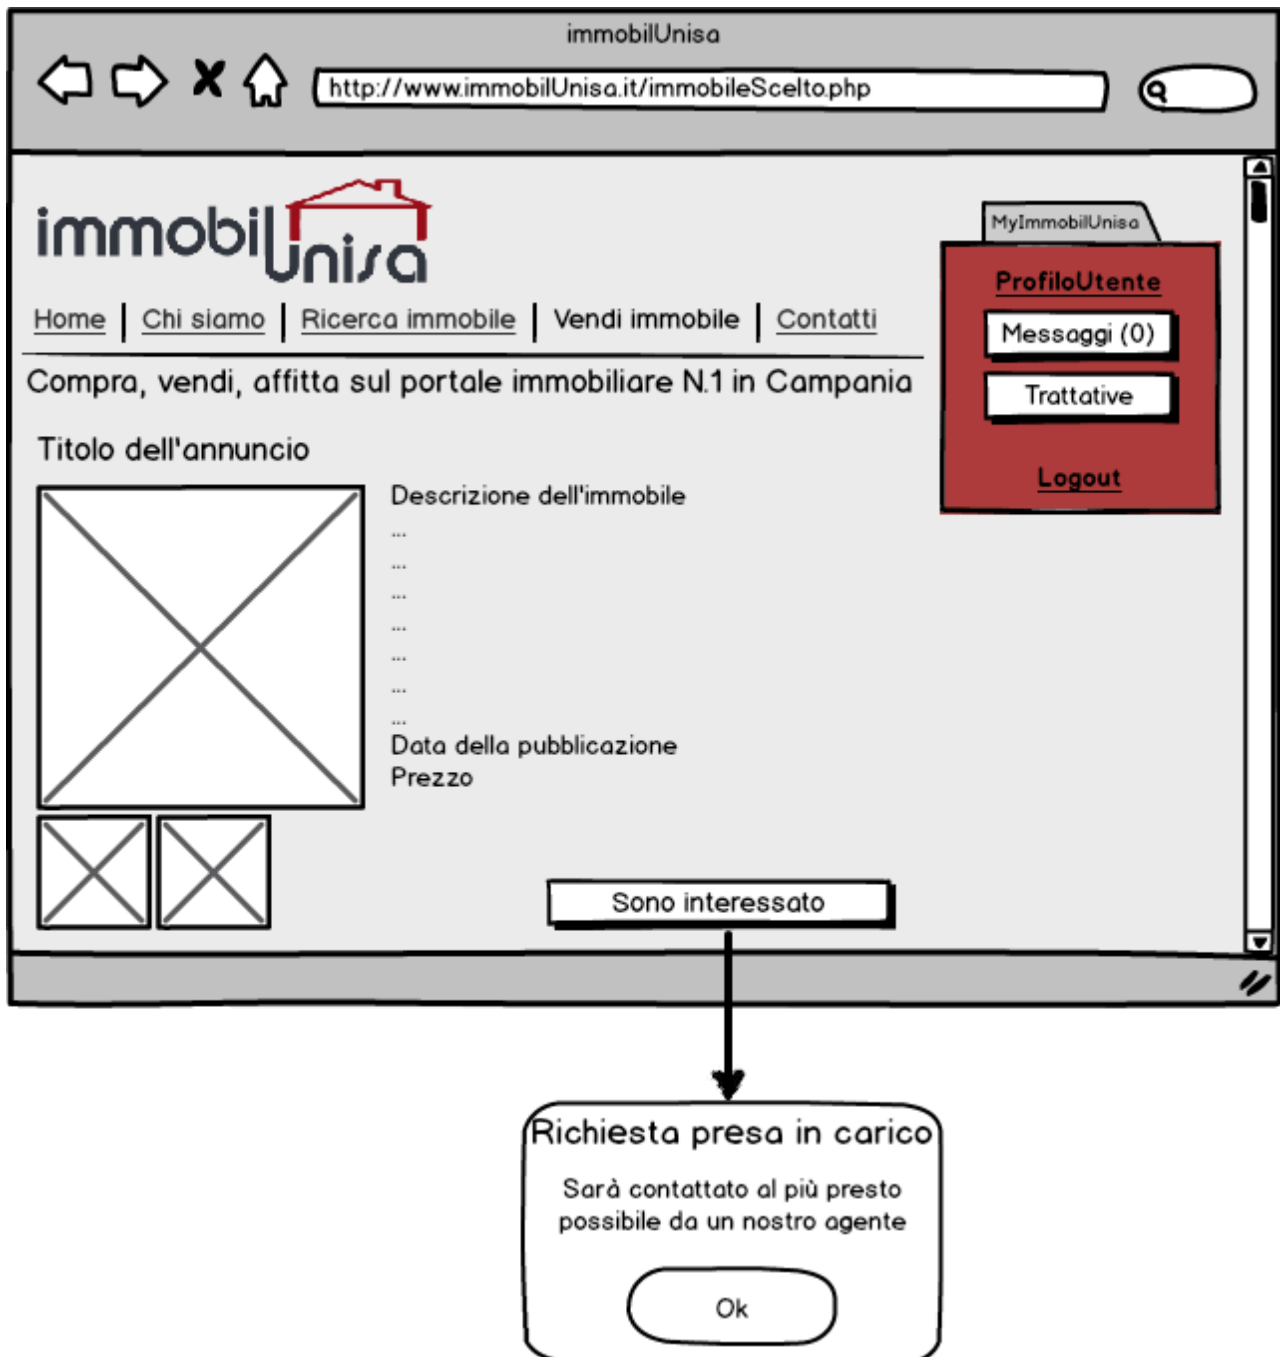 immobilUnisa
http://www.immobilUnisa.it/immobileScelto.php
immobilUnisa
MyImmobilUnisa
ProfiloUtente
Messaggi (0)
Trattative
Logout
Home | Chi siamo | Ricerca immobile | Vendi immobile | Contatti
Compra, vendi, affitta sul portale immobiliare N.1 in Campania
Titolo dell'annuncio
Descrizione dell'immobile
...
...
...
...
...
...
...
Data della pubblicazione
Prezzo
Sono interessato
Richiesta presa in carico
Sarà contattato al più presto
possibile da un nostro agente
Ok